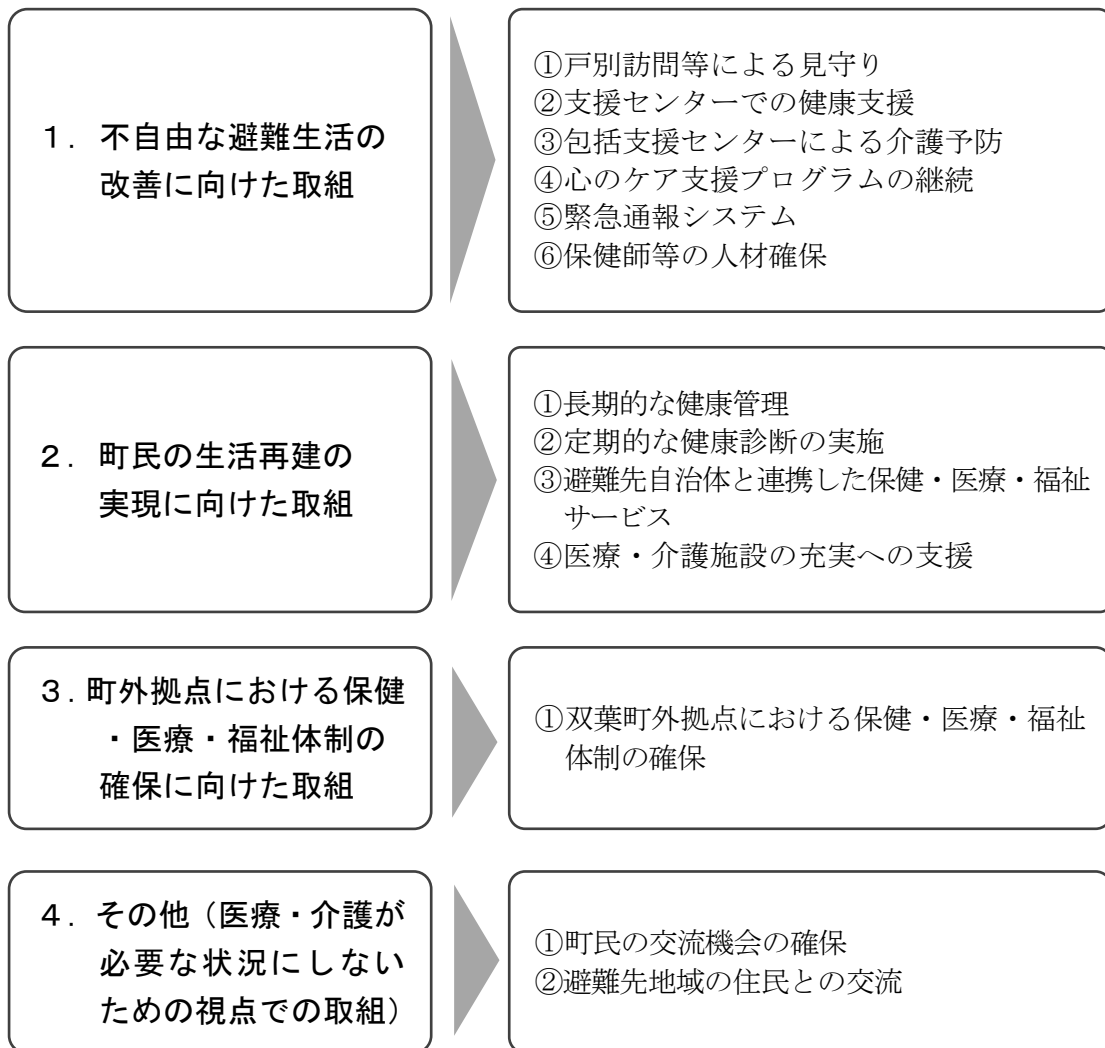 １．不自由な避難生活の
改善に向けた取組
①戸別訪問等による見守り
②支援センターでの健康支援
③包括支援センターによる介護予防
④心のケア支援プログラムの継続
⑤緊急通報システム
⑥保健師等の人材確保
２．町民の生活再建の
実現に向けた取組
①長期的な健康管理
②定期的な健康診断の実施
③避難先自治体と連携した保健・医療・福祉
サービス
④医療・介護施設の充実への支援
３．町外拠点における保健
・医療・福祉体制の
確保に向けた取組
①双葉町外拠点における保健・医療・福祉
体制の確保
４．その他（医療・介護が
必要な状況にしない
ための視点での取組）
①町民の交流機会の確保
②避難先地域の住民との交流